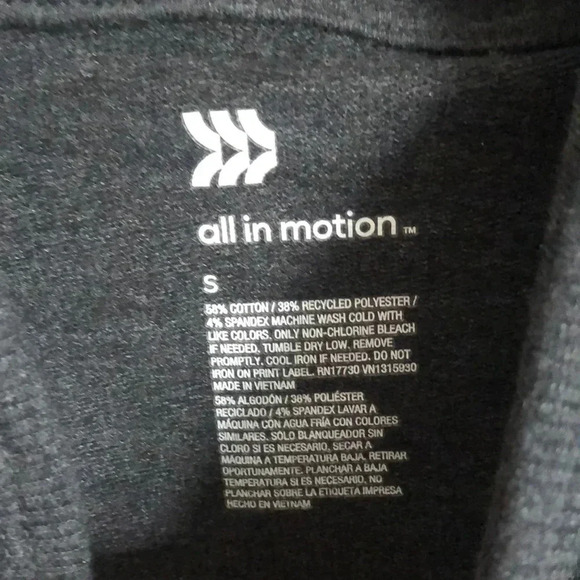 all in motion ™
S
58% COTTON / 38% RECYCLED POLYESTER /
4% SPANDEX MACHINE WASH COLD WITH
LIKE COLORS. ONLY NON-CHLORINE BLEACH
IF NEEDED. TUMBLE DRY LOW. REMOVE
PROMPTLY. COOL IRON IF NEEDED. DO NOT
IRON ON PRINT LABEL. RN17730 VN1315930
MADE IN VIETNAM
58% ALGODÓN / 38% POLIÉSTER
RECICLADO / 4% SPANDEX LAVAR A
MÁQUINA CON AGUA FRÍA CON COLORES
SIMILARES. SÓLO BLANQUEADOR SIN
CLORO SI ES NECESARIO, SECAR A
MÁQUINA A TEMPERATURA BAJA. RETIRAR
OPORTUNAMENTE. PLANCHAR A BAJA
TEMPERATURA SI ES NECESARIO, NO
PLANCHAR SOBRE LA ETIQUETA IMPRESA
HECHO EN VIETNAM